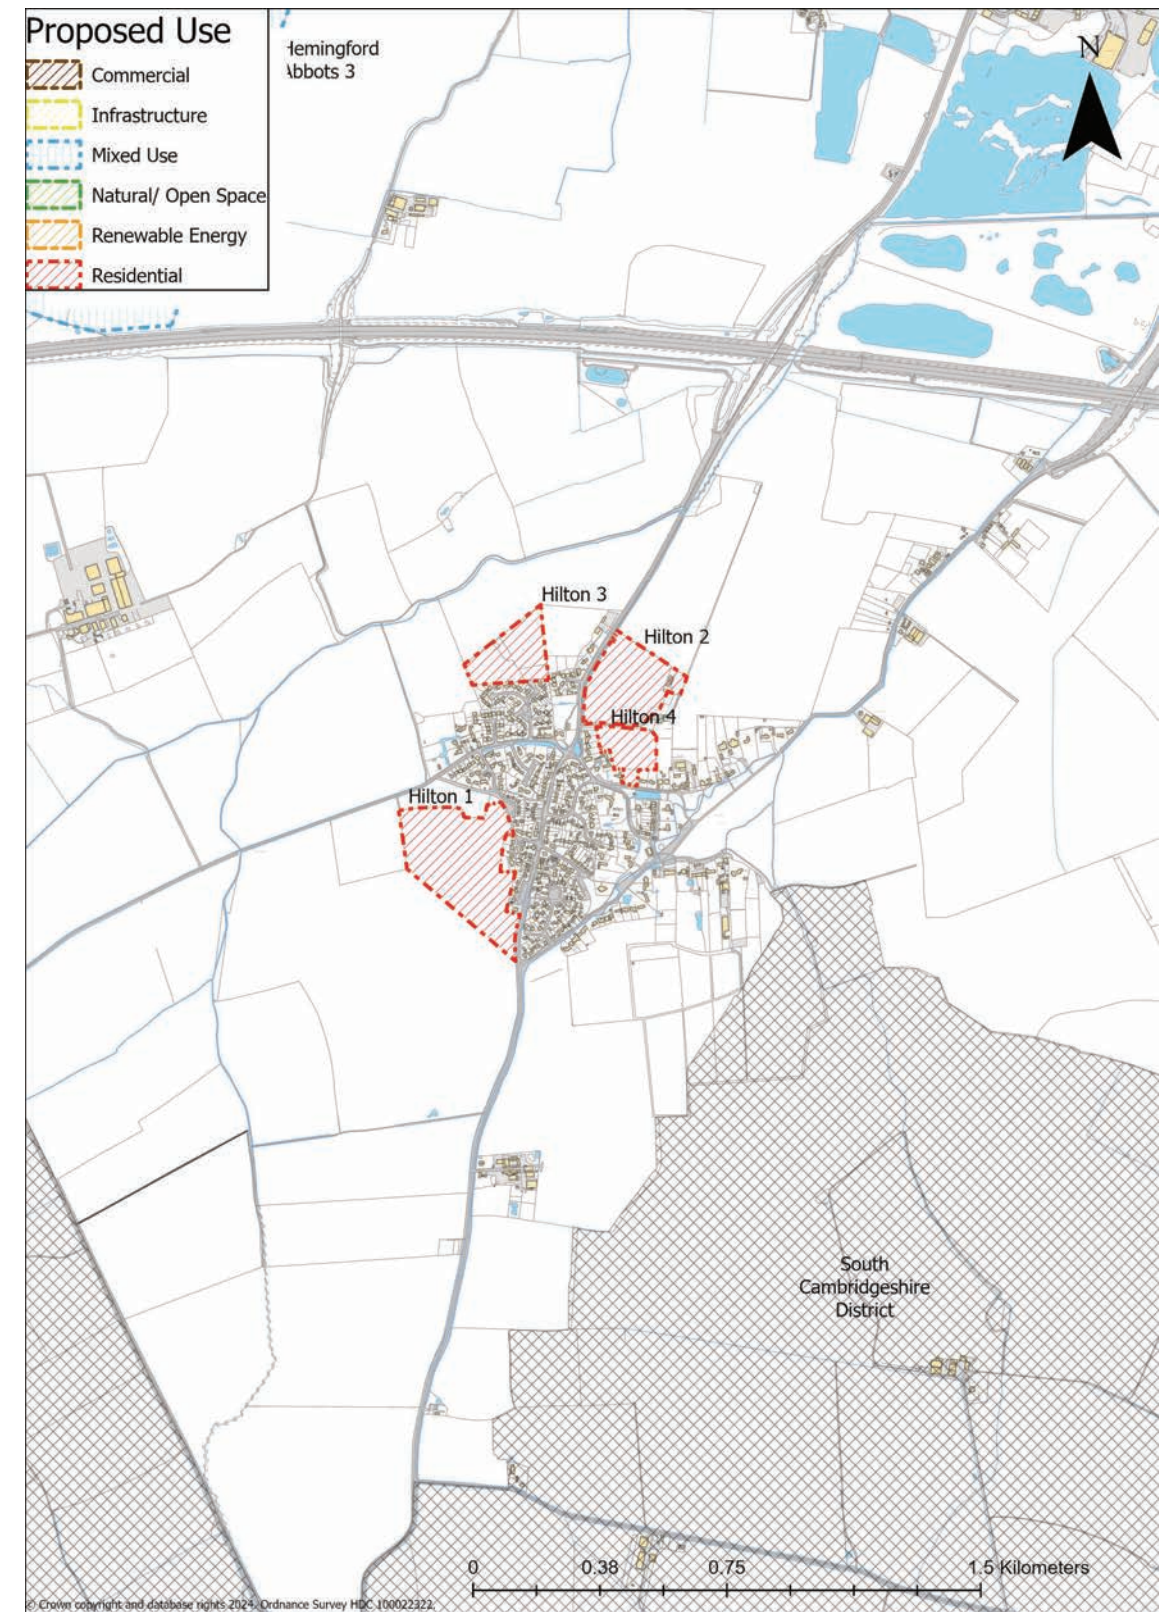 Proposed Use
Commercial
Infrastructure
Mixed Use
Natural/ Open Space
Renewable Energy
Residential
Hemingford
Abbots 3
N
Hilton 3
Hilton 2
Hilton 4
Hilton 1
South
Cambridgeshire
District
0 0.38 0.75 1.5 Kilometers
© Crown copyright and database rights 2024. Ordnance Survey HDC 100022322.